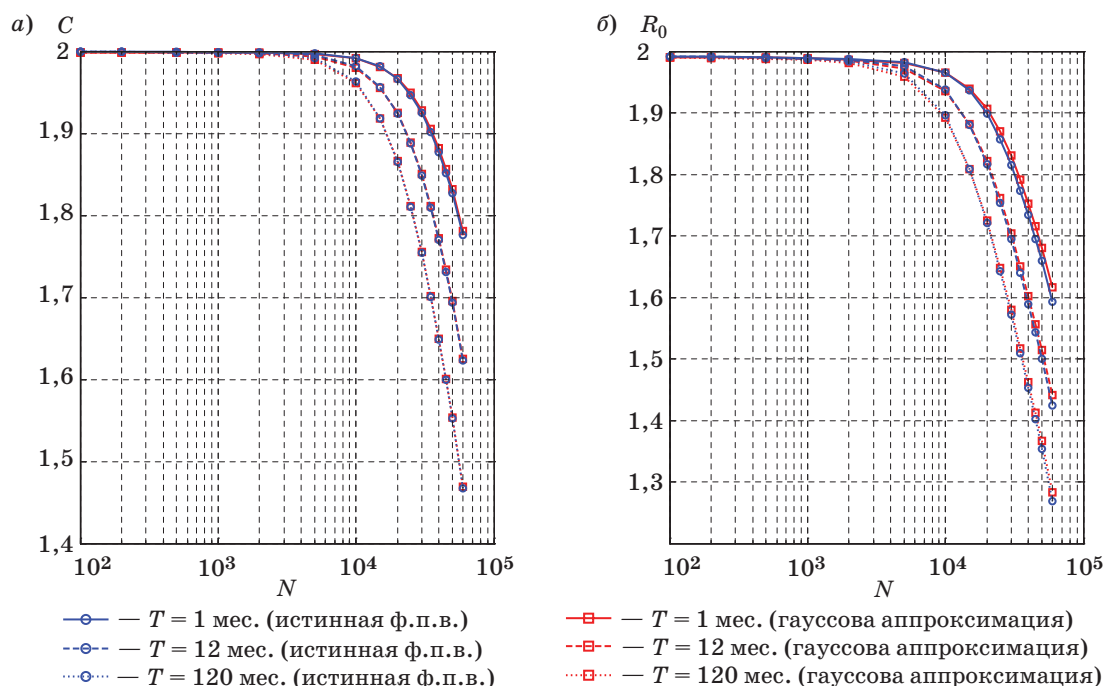 а) C
2
1,9
1,8
1,7
1,6
1,5
1,4
10² 10³ 10⁴ 10⁵
N
б) R₀
2
1,9
1,8
1,7
1,6
1,5
1,4
1,3
10² 10³ 10⁴ 10⁵
N
— T = 1 мес. (истинная ф.п.в.)
— T = 12 мес. (истинная ф.п.в.)
— T = 120 мес. (истинная ф.п.в.)
— T = 1 мес. (гауссова аппроксимация)
— T = 12 мес. (гауссова аппроксимация)
— T = 120 мес. (гауссова аппроксимация)